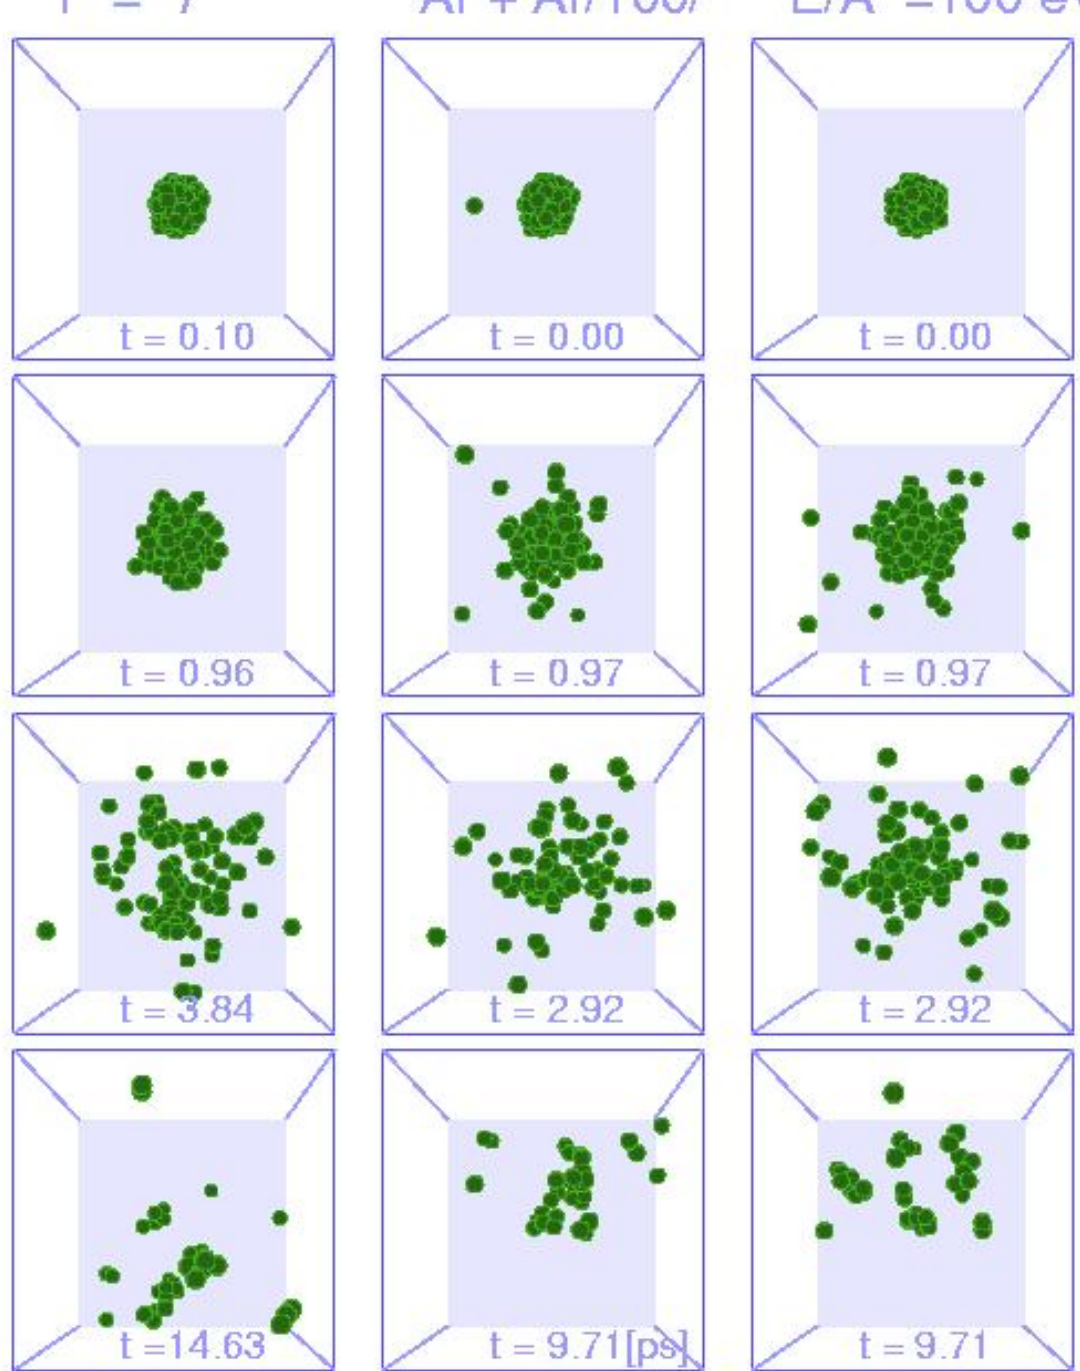 t = 0.10 t = 0.00 t = 0.00
t = 0.96 t = 0.97 t = 0.97
t = 3.84 t = 2.92 t = 2.92
t =14.63 t = 9.71[ps] t = 9.71